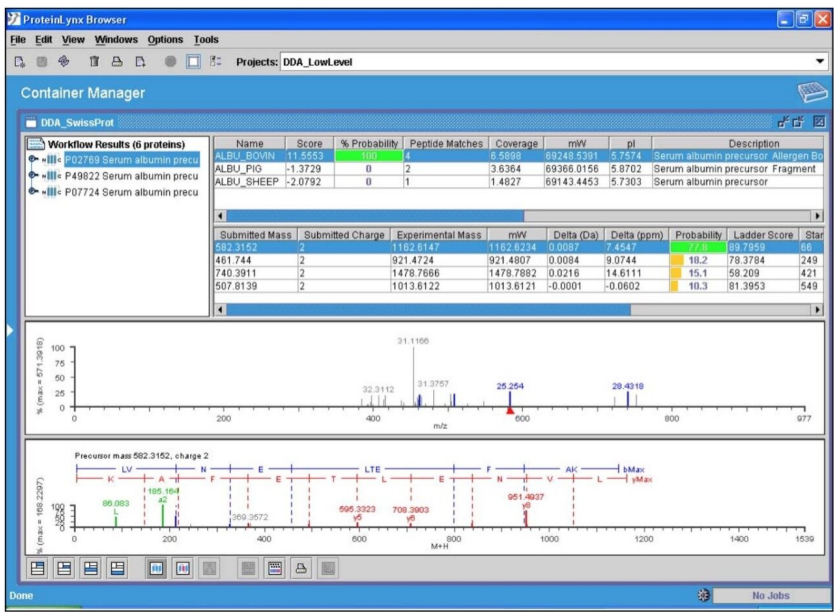 ProteinLynx Browser
File Edit View Windows Options Tools
Projects: DDA_LowLevel
Container Manager
DDA_SwissProt
Workflow Results (6 proteins)
P02769 Serum albumin precu
P49822 Serum albumin precu
P07724 Serum albumin precu
Name Score % Probability Peptide Matches Coverage mW pI Description
ALBU_BOVIN 11.5553 100 4 6.5898 69248.5391 5.7574 Serum albumin precursor Allergen Bo
ALBU_PIG -1.3729 0 2 3.6364 69366.0156 5.8702 Serum albumin precursor Fragment
ALBU_SHEEP -2.0792 0 1 1.4827 69143.4453 5.7303 Serum albumin precursor
Submitted Mass Submitted Charge Experimental Mass mW Delta (Da) Delta (ppm) Probability Ladder Score Star
582.3152 2 1162.6147 1162.6234 0.0087 7.4547 77.8 89.7959 66
461.744 2 921.4724 921.4807 0.0084 9.0744 18.2 78.3784 249
740.3911 2 1478.7666 1478.7882 0.0216 14.6111 15.1 58.209 421
507.8139 2 1013.6122 1013.6121 -0.0001 -0.0602 10.3 81.3953 549
% (max = 571.3918)
100
75
50
25
0
31.1166
32.3112
31.3757
25.254
28.4318
0 200 400 600 800 977
m/z
Precursor mass 582.3152, charge 2
LV N E LTE F AK bMax
K A F E T L E N V L yMax
% (max = 168.2297)
100
0
86.083
L
185.164
a2
369.3572
595.3323
y5
708.3903
y6
951.4937
y8
0 200 400 600 800 1000 1200 1400 1539
M+H
Done
No Jobs